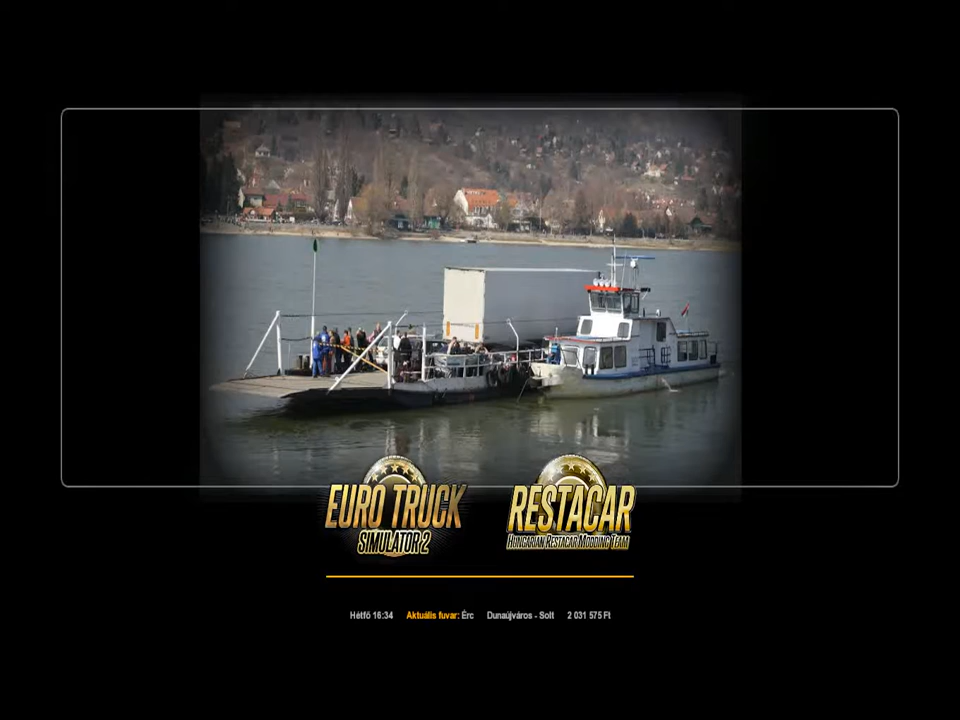 EURO TRUCK
SIMULATOR 2
RESTACAR
HUNGARIAN RESTACAR MODDING TEAM
Hétfő 16:34 Aktuális fuvar: Érc Dunaújváros - Solt 2 031 575 Ft